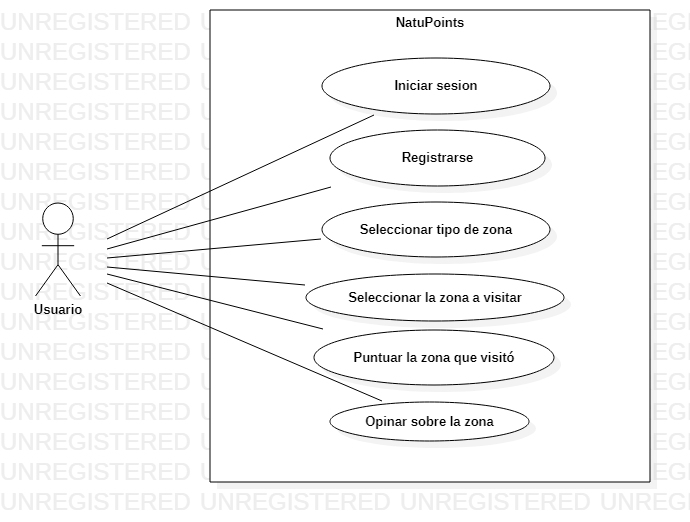 NatuPoints
Iniciar sesion
Registrarse
Seleccionar tipo de zona
Seleccionar la zona a visitar
Usuario
Puntuar la zona que visitó
Opinar sobre la zona
UNREGISTERED UNREGISTERED UNREGISTERED UNREGISTERED